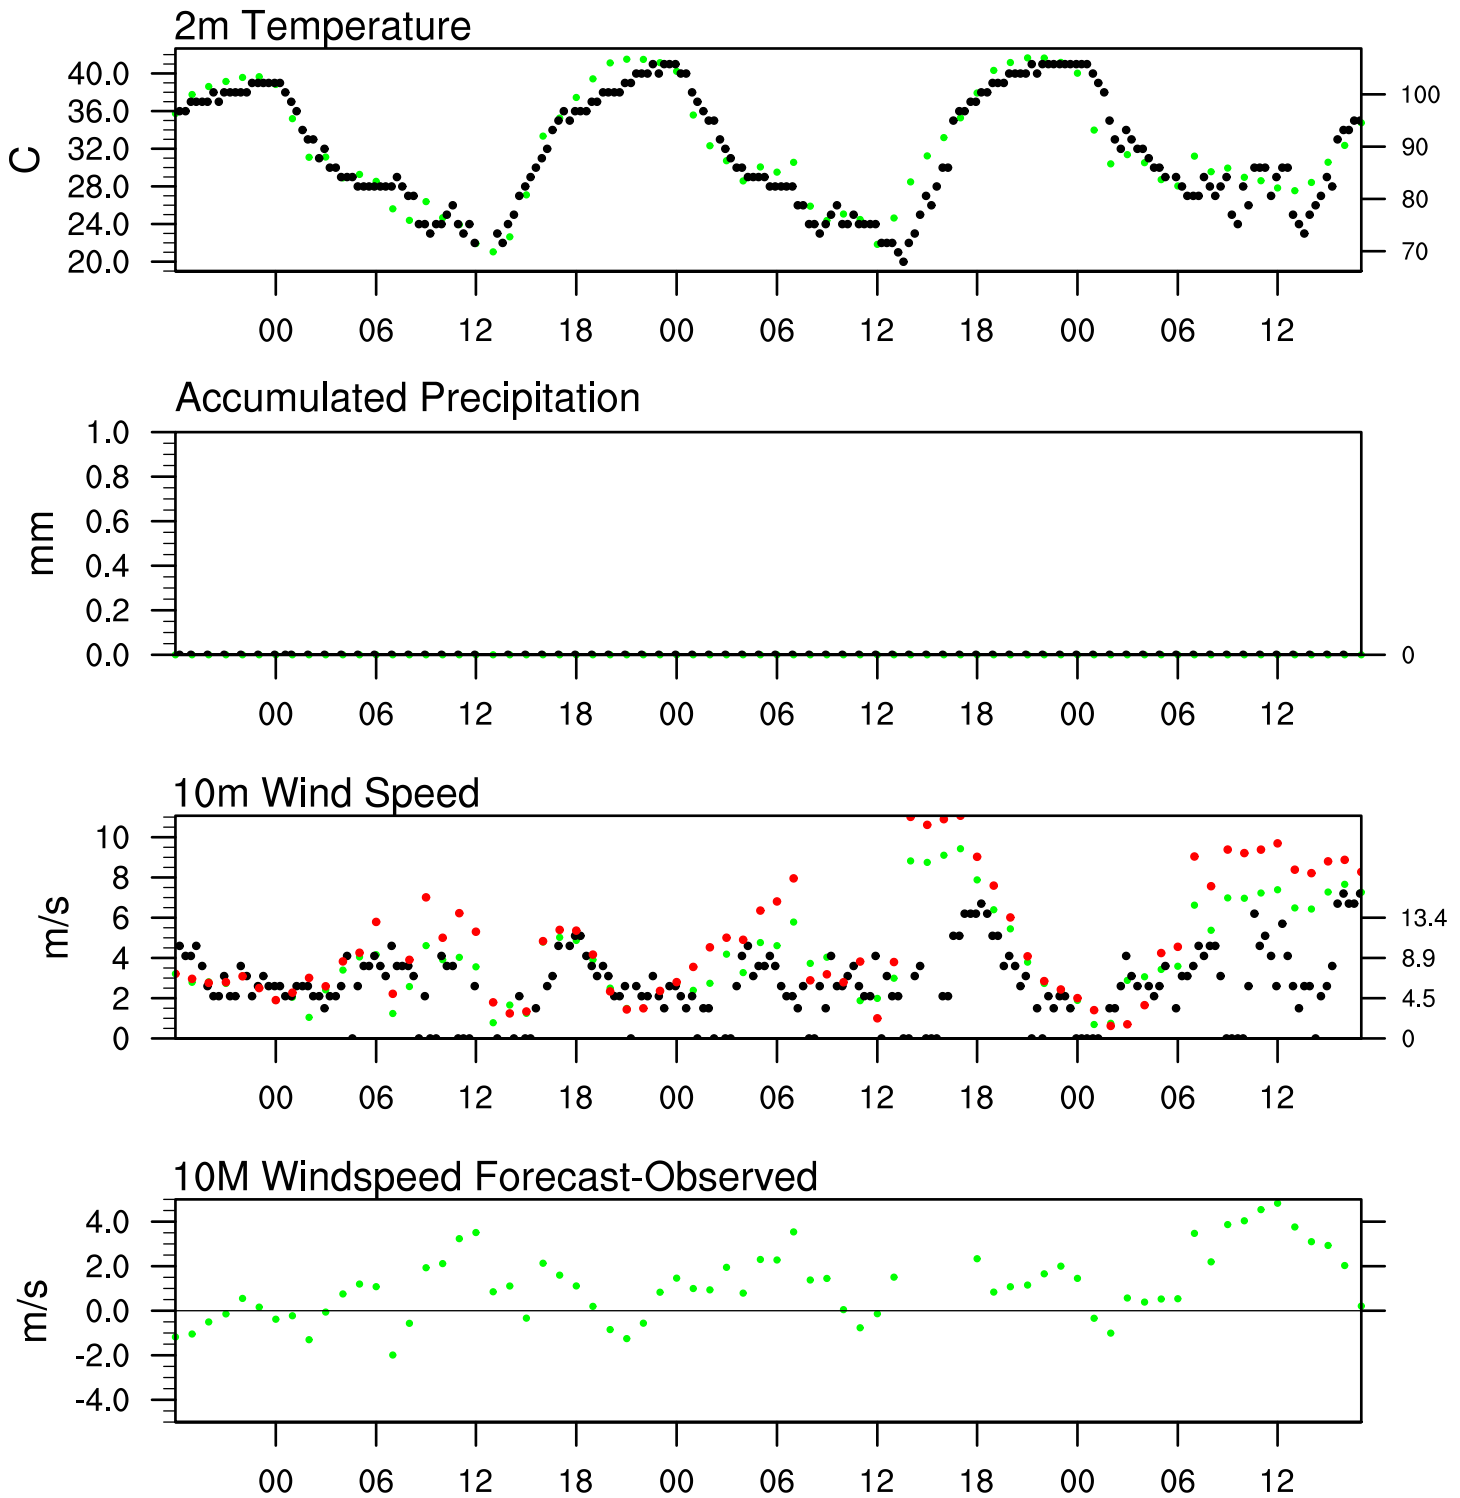 2m Temperature
40.0
36.0
32.0
28.0
24.0
20.0
C
100
90
80
70
00 06 12 18 00 06 12 18 00 06 12
Accumulated Precipitation
1.0
0.8
0.6
0.4
0.2
0.0
mm
0
00 06 12 18 00 06 12 18 00 06 12
10m Wind Speed
10
8
6
4
2
0
m/s
13.4
8.9
4.5
0
00 06 12 18 00 06 12 18 00 06 12
10M Windspeed Forecast-Observed
4.0
2.0
0.0
-2.0
-4.0
m/s
00 06 12 18 00 06 12 18 00 06 12